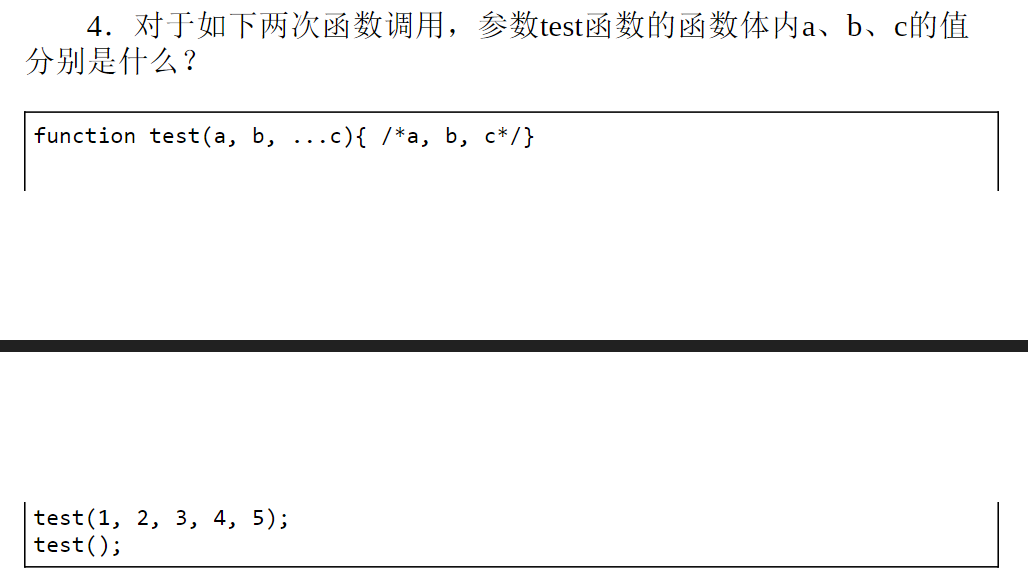 4．对于如下两次函数调用，参数test函数的函数体内a、b、c的值
分别是什么？
function test(a, b, ...c){ /*a, b, c*/}
test(1, 2, 3, 4, 5);
test();